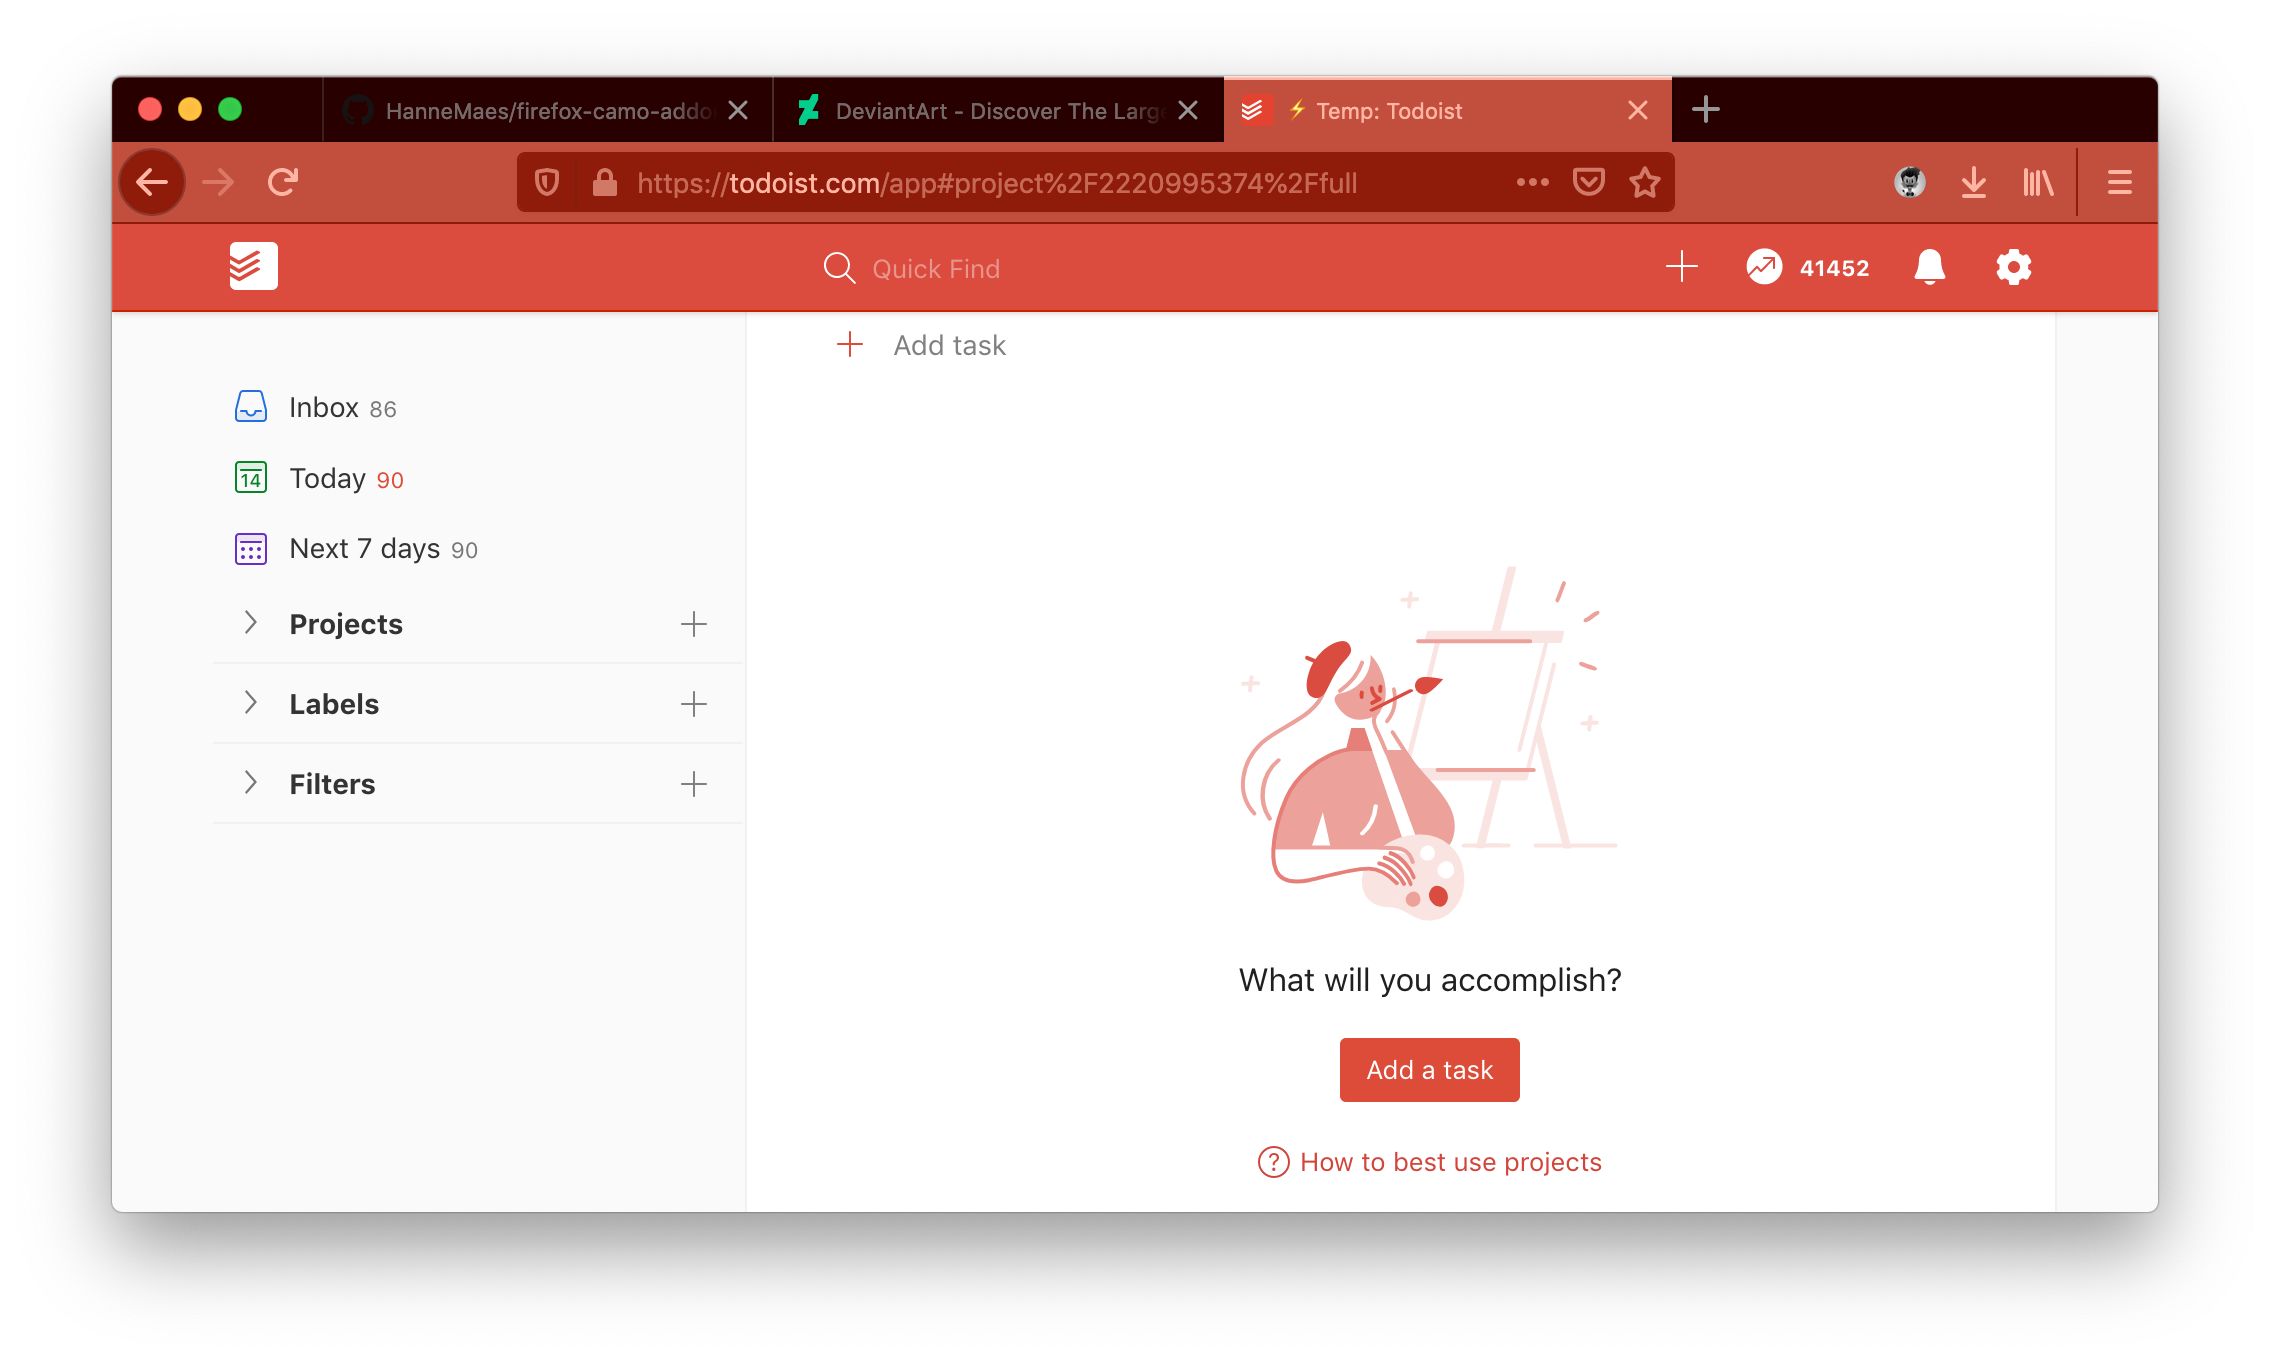 HanneMaes/firefox-camo-addo
DeviantArt - Discover The Larg
⚡ Temp: Todoist
https://todoist.com/app#project%2F2220995374%2Ffull
Quick Find
41452
Add task
Inbox 86
14
Today 90
Next 7 days 90
Projects
Labels
Filters
What will you accomplish?
Add a task
? How to best use projects